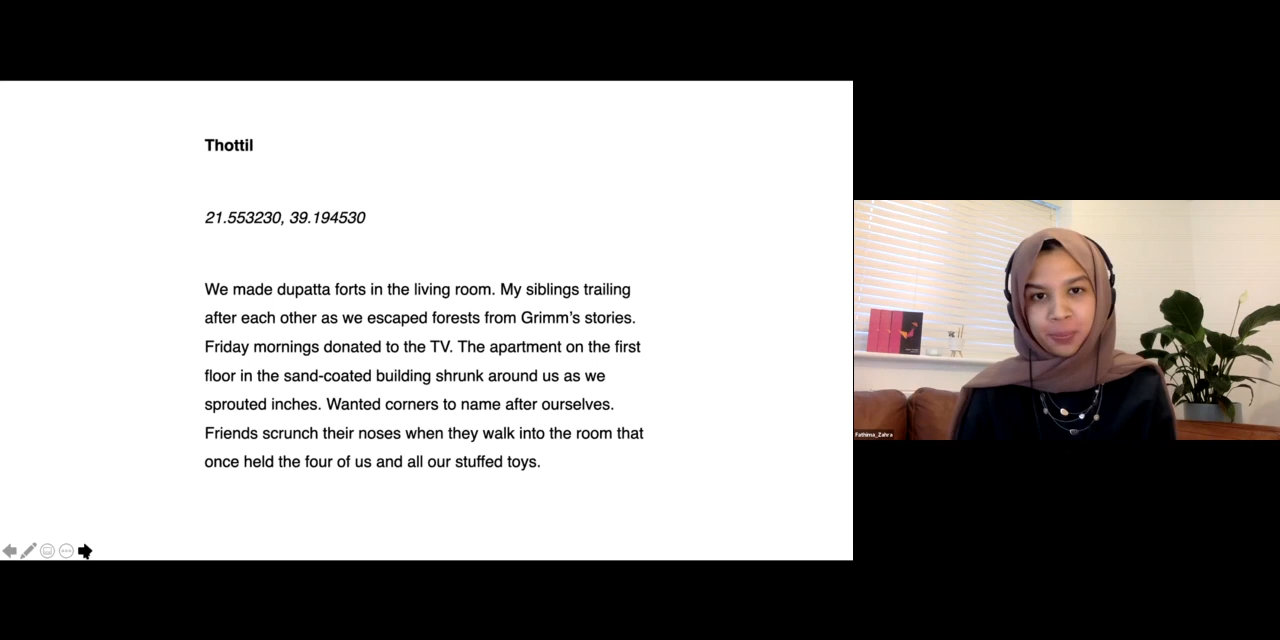 Thottil
21.553230, 39.194530
We made dupatta forts in the living room. My siblings trailing
after each other as we escaped forests from Grimm’s stories.
Friday mornings donated to the TV. The apartment on the first
floor in the sand-coated building shrunk around us as we
sprouted inches. Wanted corners to name after ourselves.
Friends scrunch their noses when they walk into the room that
once held the four of us and all our stuffed toys.
Fathima_Zahra